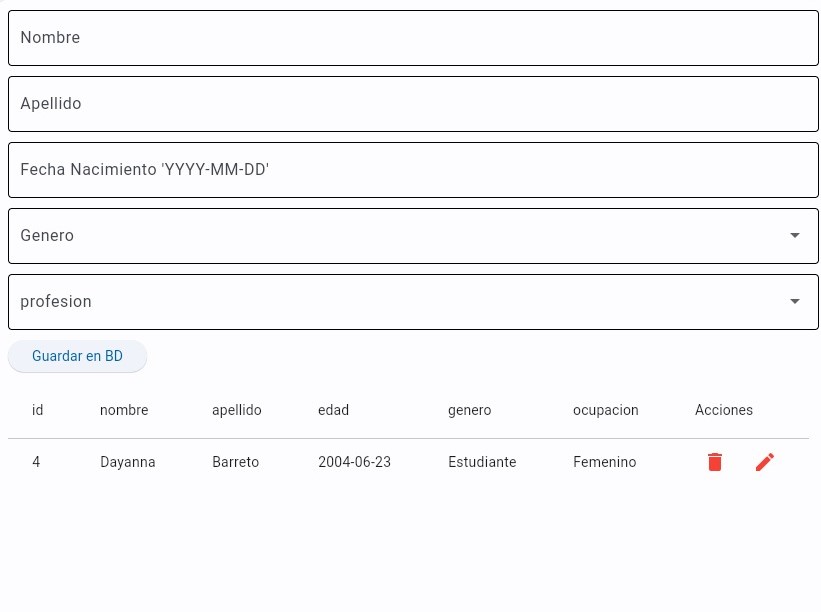 Nombre
Apellido
Fecha Nacimiento 'YYYY-MM-DD'
Genero
profesion
Guardar en BD
id nombre apellido edad genero ocupacion Acciones
4 Dayanna Barreto 2004-06-23 Estudiante Femenino